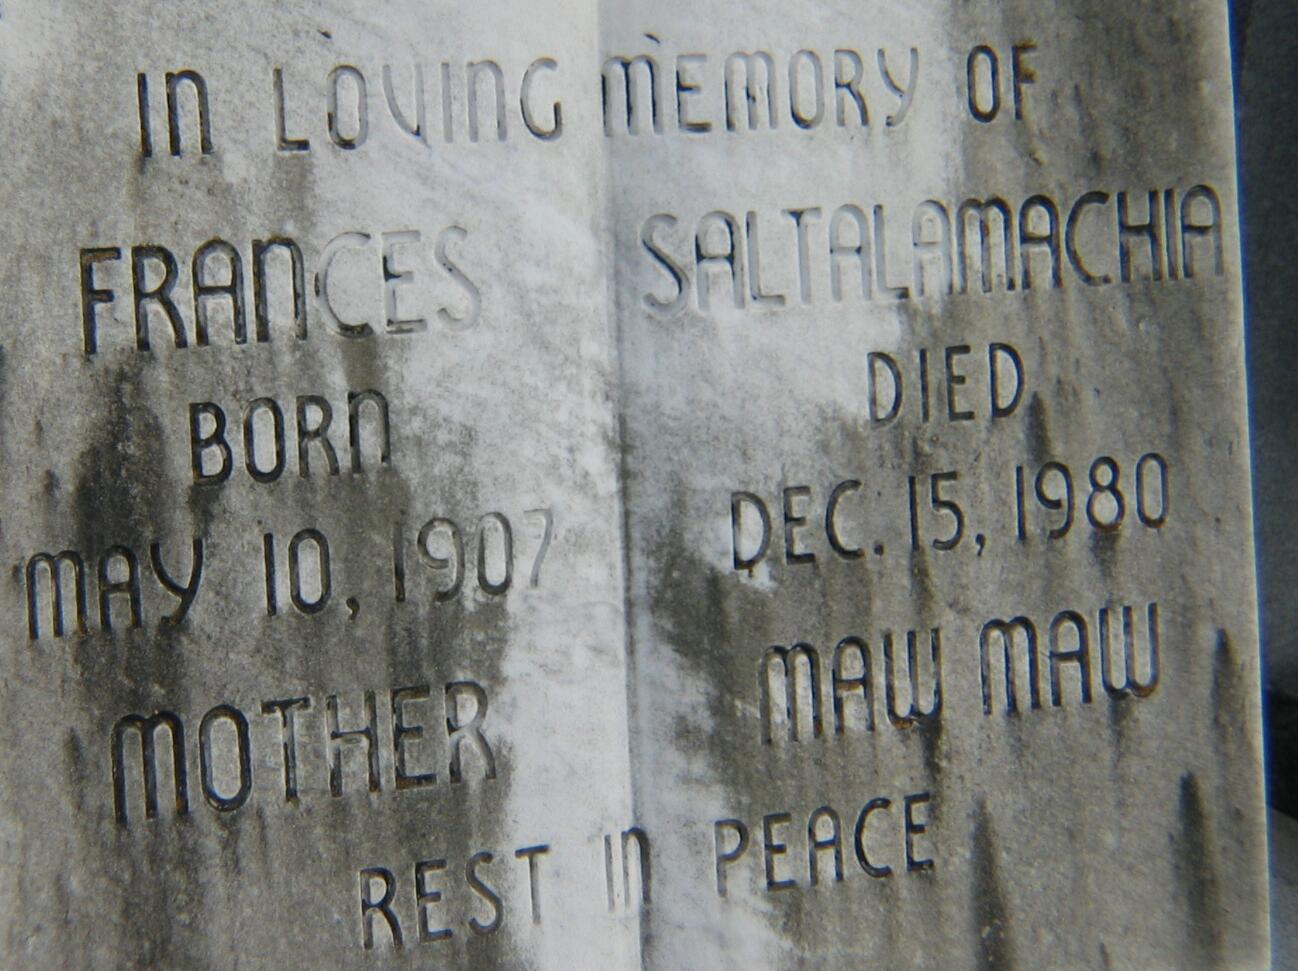 IN LOVING MEMORY OF
FRANCES SALTALAMACHIA
BORN DIED
MAY 10, 1907 DEC. 15, 1980
MOTHER MAW MAW
REST IN PEACE